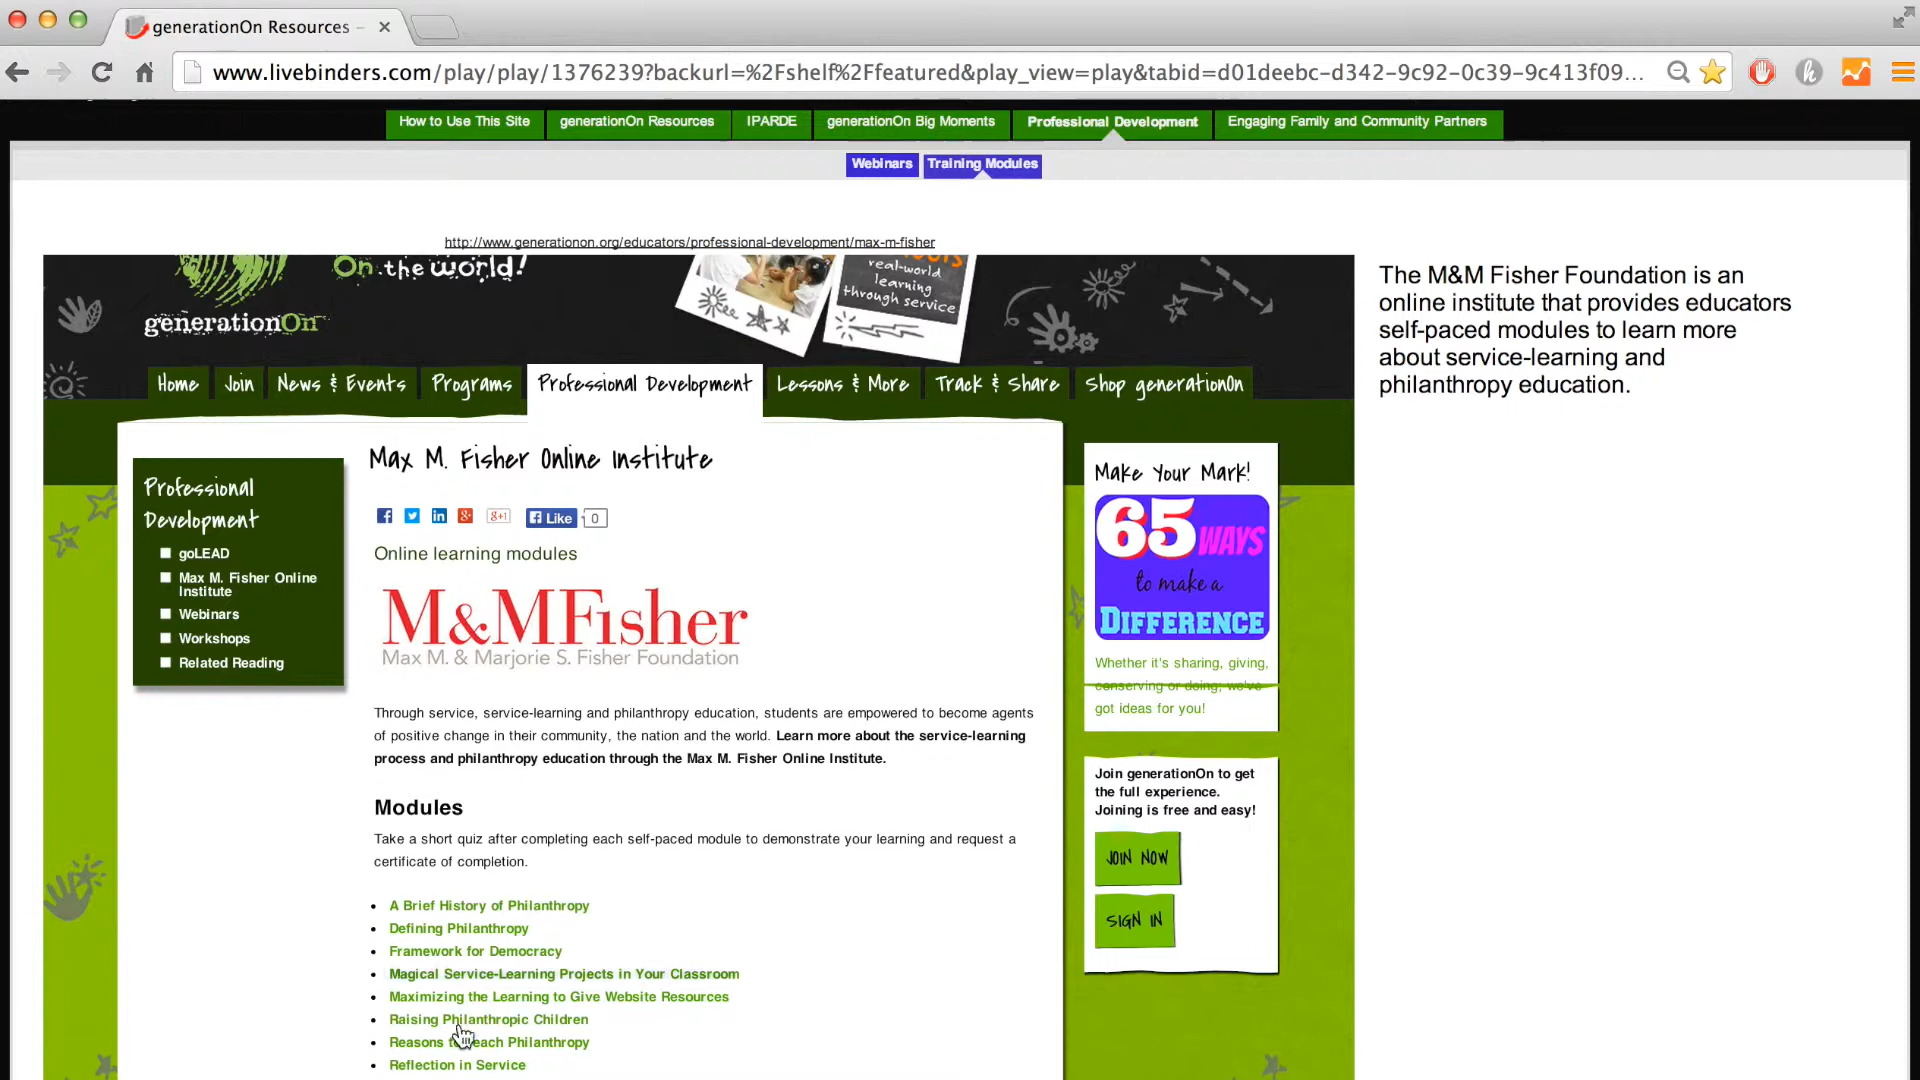 generationOn Resources –
www.livebinders.com/play/play/1376239?backurl=%2Fshelf%2Ffeatured&play_view=play&tabid=d01deebc-d342-9c92-0c39-9c413f09...
How to Use This Site
generationOn Resources
IPARDE
generationOn Big Moments
Professional Development
Engaging Family and Community Partners
Webinars
Training Modules
http://www.generationon.org/educators/professional-development/max-m-fisher
On the world!
generationOn
real-world
learning
through service
The M&M Fisher Foundation is an
online institute that provides educators
self-paced modules to learn more
about service-learning and
philanthropy education.
Home
Join
News & Events
Programs
Professional Development
Lessons & More
Track & Share
Shop generationOn
Professional
Development
goLEAD
Max M. Fisher Online
Institute
Webinars
Workshops
Related Reading
Max M. Fisher Online Institute
Like
0
Online learning modules
M&MFisher
Max M. & Marjorie S. Fisher Foundation
Through service, service-learning and philanthropy education, students are empowered to become agents
of positive change in their community, the nation and the world. Learn more about the service-learning
process and philanthropy education through the Max M. Fisher Online Institute.
Modules
Take a short quiz after completing each self-paced module to demonstrate your learning and request a
certificate of completion.
A Brief History of Philanthropy
Defining Philanthropy
Framework for Democracy
Magical Service-Learning Projects in Your Classroom
Maximizing the Learning to Give Website Resources
Raising Philanthropic Children
Reasons to Teach Philanthropy
Reflection in Service
Make Your Mark!
65 WAYS
to make a
DIFFERENCE
Whether it's sharing, giving,
conserving or doing; we've
got ideas for you!
Join generationOn to get
the full experience.
Joining is free and easy!
JOIN NOW
SIGN IN